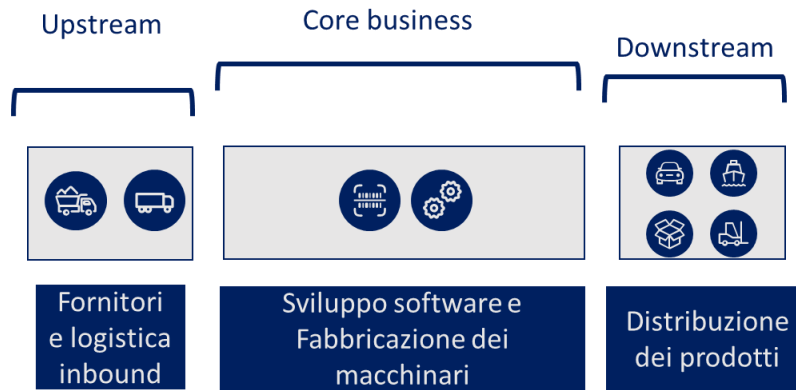 Upstream
Core business
Downstream
Fornitori
e logistica
inbound
Sviluppo software e
Fabbricazione dei
macchinari
Distribuzione
dei prodotti